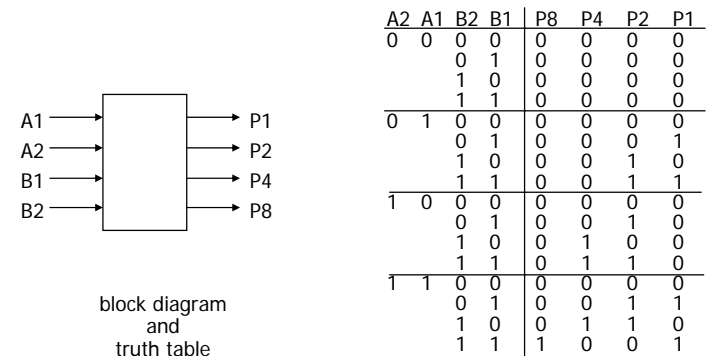 A1 P1
A2 P2
B1 P4
B2 P8
block diagram
and
truth table
A2 A1 B2 B1 P8 P4 P2 P1
0 0 0 0 0 0 0 0
0 1 0 0 0 0
1 0 0 0 0 0
1 1 0 0 0 0
0 1 0 0 0 0 0 0
0 1 0 0 0 1
1 0 0 0 1 0
1 1 0 0 1 1
1 0 0 0 0 0 0 0
0 1 0 0 1 0
1 0 0 1 0 0
1 1 0 1 1 0
1 1 0 0 0 0 0 0
0 1 0 0 1 1
1 0 0 1 1 0
1 1 1 0 0 1